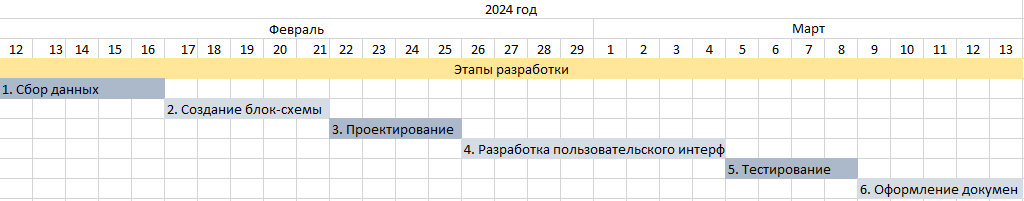 2024 год
Февраль Март
12 13 14 15 16 17 18 19 20 21 22 23 24 25 26 27 28 29 1 2 3 4 5 6 7 8 9 10 11 12 13
Этапы разработки
1. Сбор данных
2. Создание блок-схемы
3. Проектирование
4. Разработка пользовательского интерф
5. Тестирование
6. Оформление докумен